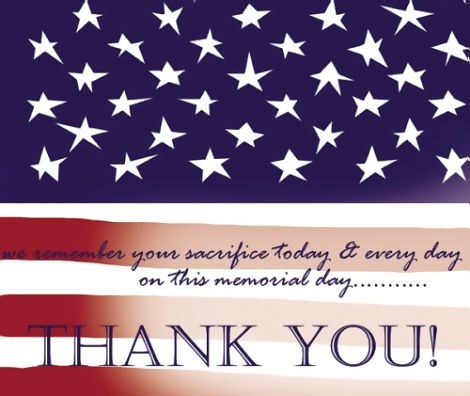 we remember your sacrifice today & every day
on this memorial day...........
THANK YOU!